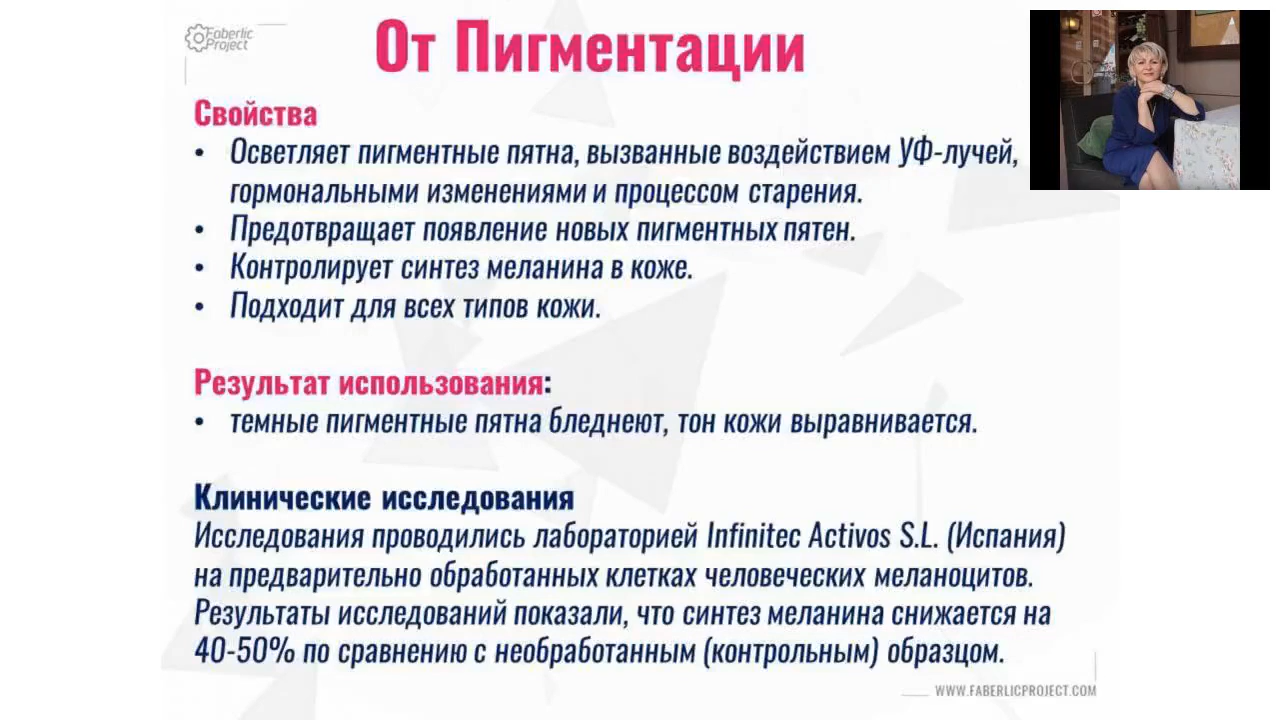 Faberlic
Project
От Пигментации
Свойства
• Осветляет пигментные пятна, вызванные воздействием УФ-лучей,
гормональными изменениями и процессом старения.
• Предотвращает появление новых пигментных пятен.
• Контролирует синтез меланина в коже.
• Подходит для всех типов кожи.
Результат использования:
• темные пигментные пятна бледнеют, тон кожи выравнивается.
Клинические исследования
Исследования проводились лабораторией Infinitec Activos S.L. (Испания)
на предварительно обработанных клетках человеческих меланоцитов.
Результаты исследований показали, что синтез меланина снижается на
40-50% по сравнению с необработанным (контрольным) образцом.
WWW.FABERLICPROJECT.COM